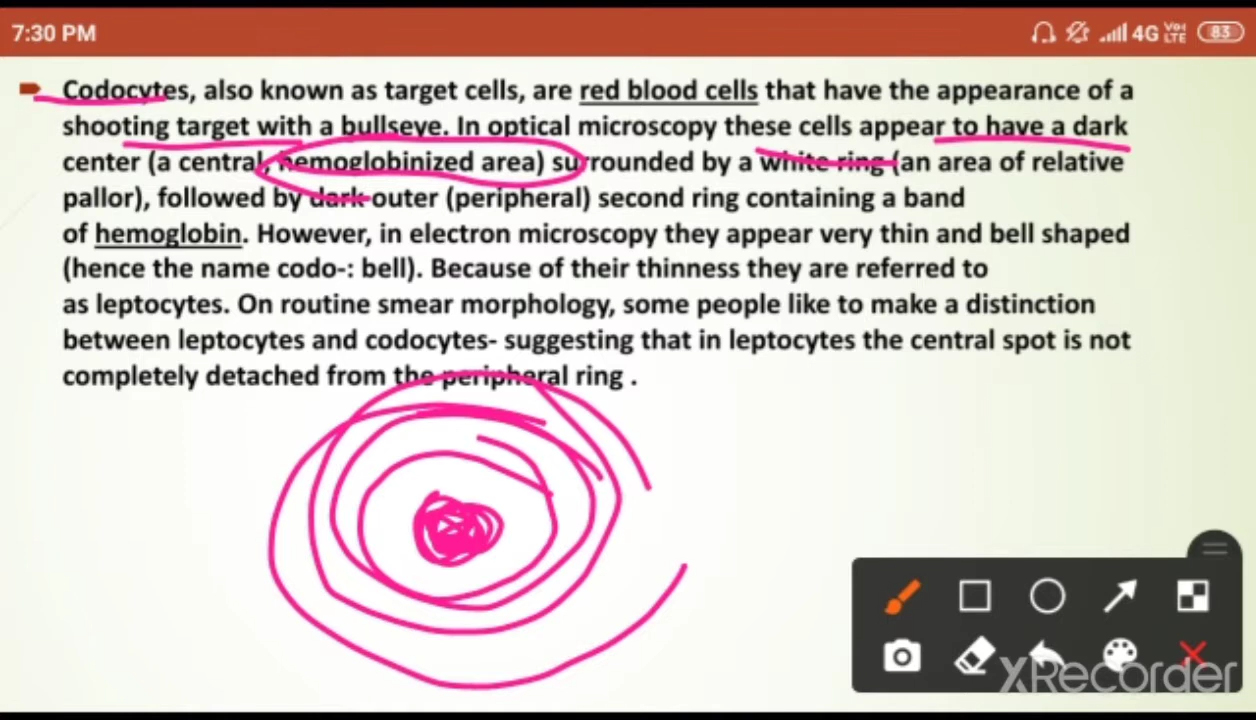 7:30 PM
4G Vo) LTE 83
Codocytes, also known as target cells, are red blood cells that have the appearance of a
shooting target with a bullseye. In optical microscopy these cells appear to have a dark
center (a central, hemoglobinized area) surrounded by a white ring (an area of relative
pallor), followed by dark outer (peripheral) second ring containing a band
of hemoglobin. However, in electron microscopy they appear very thin and bell shaped
(hence the name codo-: bell). Because of their thinness they are referred to
as leptocytes. On routine smear morphology, some people like to make a distinction
between leptocytes and codocytes- suggesting that in leptocytes the central spot is not
completely detached from the peripheral ring .
XRecorder